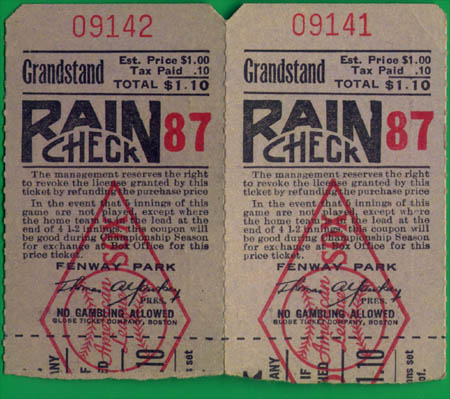 09142
Grandstand
Est. Price $1.00
Tax Paid .10
TOTAL $1.10
RAIN
CHECK
87
The management reserves the right
to revoke the license granted by this
ticket by refunding the purchase price
In the event that innings of this
game are not played, except where
the home team is in the lead at the
end of 4 1-2 innings, this coupon will
be good during Championship Season
for exchange at Box Office for this
price ticket.
FENWAY PARK
PRES.
NO GAMBLING ALLOWED
GLOBE TICKET COMPANY, BOSTON
American
SOX
.10
09141
Grandstand
Est. Price $1.00
Tax Paid .10
TOTAL $1.10
RAIN
CHECK
87
The management reserves the right
to revoke the license granted by this
ticket by refunding the purchase price
In the event that innings of this
game are not played, except where
the home team is in the lead at the
end of 4 1-2 innings, this coupon will
be good during Championship Season
for exchange at Box Office for this
price ticket.
FENWAY PARK
PRES.
NO GAMBLING ALLOWED
GLOBE TICKET COMPANY, BOSTON
American
SOX
1.10